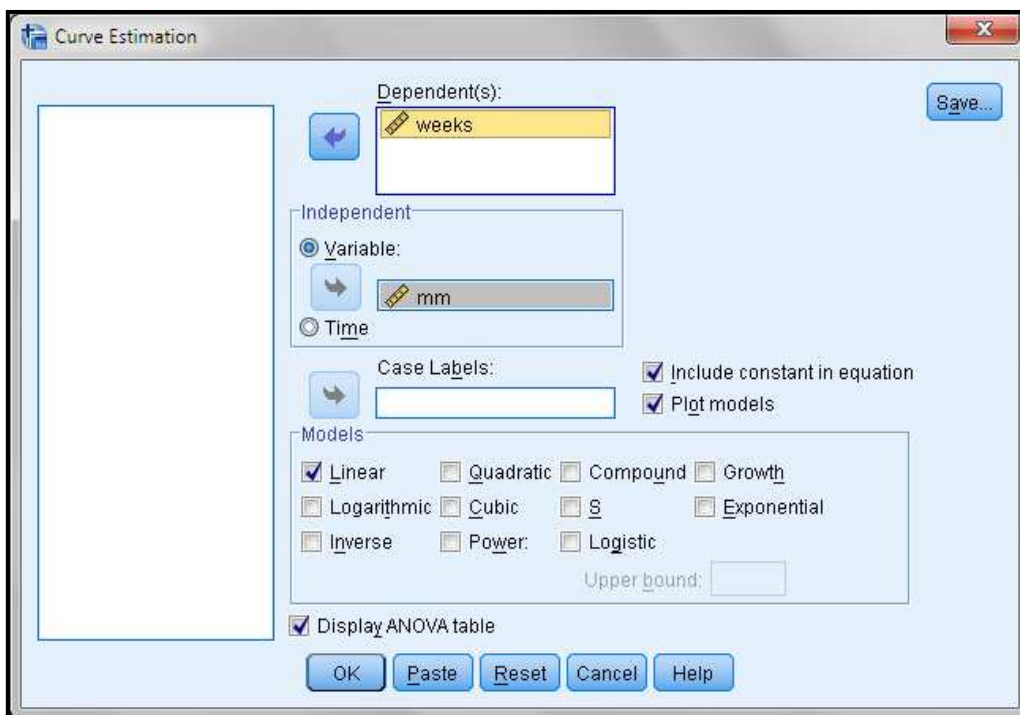 Curve Estimation
Dependent(s):
weeks
Save...
Independent
Variable:
mm
Time
Case Labels:
Include constant in equation
Plot models
Models
Linear Quadratic Compound Growth
Logarithmic Cubic S Exponential
Inverse Power: Logistic
Upper bound:
Display ANOVA table
OK Paste Reset Cancel Help